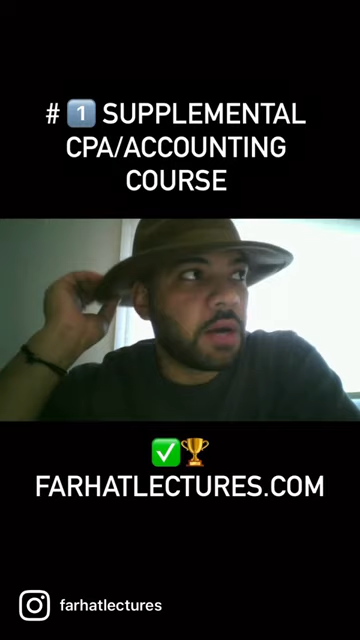 # 1️⃣ SUPPLEMENTAL
CPA/ACCOUNTING
COURSE
✅🏆
FARHATLECTURES.COM
farhatlectures